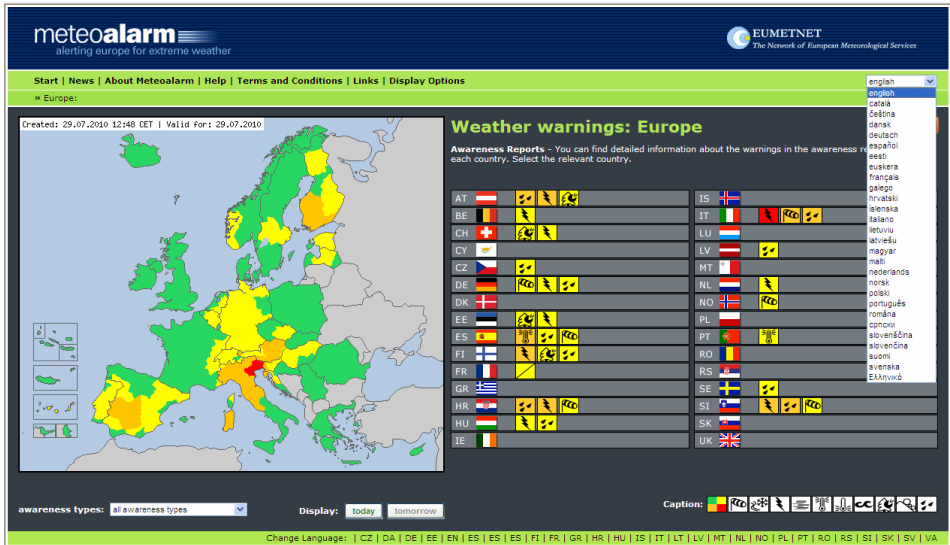 meteoalarm
alerting europe for extreme weather
EUMETNET
The Network of European Meteorological Services
Start | News | About Meteoalarm | Help | Terms and Conditions | Links | Display Options
english
» Europe:
english
català
čeština
dansk
deutsch
español
eesti
euskera
français
galego
hrvatski
íslenska
italiano
lietuviu
latviešu
magyar
malti
nederlands
norsk
polski
português
româna
српски
slovenščina
slovenčina
suomi
svenska
Ελληνικά
Created: 29.07.2010 12:48 CET | Valid for: 29.07.2010
Weather warnings: Europe
Awareness Reports - You can find detailed information about the warnings in the awareness re
each country. Select the relevant country.
AT
BE
CH
CY
CZ
DE
DK
EE
ES
FI
FR
GR
HR
HU
IE
IS
IT
LU
LV
MT
NL
NO
PL
PT
RO
RS
SE
SI
SK
UK
awareness types:
all awareness types
Display:
today
tomorrow
Caption:
Change Language: | CZ | DA | DE | EE | EN | ES | ES | ES | FI | FR | GR | HR | HU | IS | IT | LT | LV | MT | NL | NO | PL | PT | RO | RS | SI | SK | SV | VA